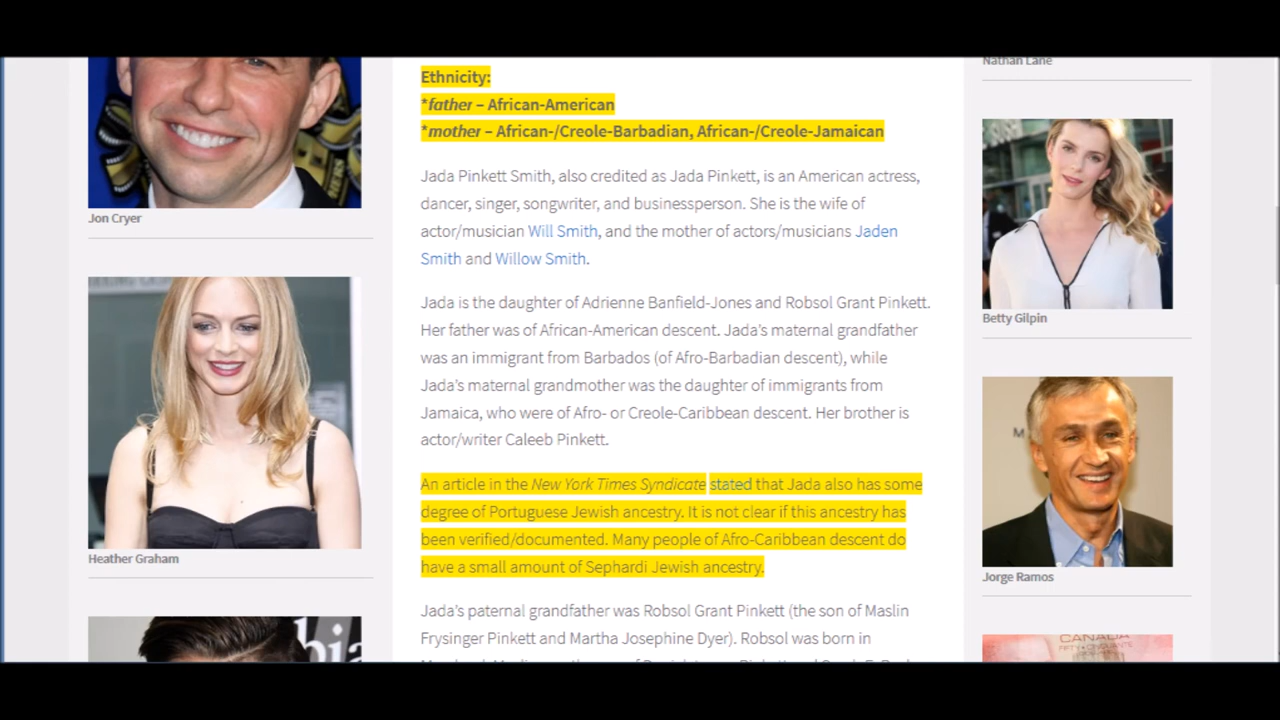 Jon Cryer
Heather Graham
bia
Ethnicity:
*father – African-American
*mother – African-/Creole-Barbadian, African-/Creole-Jamaican
Jada Pinkett Smith, also credited as Jada Pinkett, is an American actress,
dancer, singer, songwriter, and businessperson. She is the wife of
actor/musician Will Smith, and the mother of actors/musicians Jaden
Smith and Willow Smith.
Jada is the daughter of Adrienne Banfield-Jones and Robsol Grant Pinkett.
Her father was of African-American descent. Jada’s maternal grandfather
was an immigrant from Barbados (of Afro-Barbadian descent), while
Jada’s maternal grandmother was the daughter of immigrants from
Jamaica, who were of Afro- or Creole-Caribbean descent. Her brother is
actor/writer Caleeb Pinkett.
An article in the New York Times Syndicate stated that Jada also has some
degree of Portuguese Jewish ancestry. It is not clear if this ancestry has
been verified/documented. Many people of Afro-Caribbean descent do
have a small amount of Sephardi Jewish ancestry.
Jada’s paternal grandfather was Robsol Grant Pinkett (the son of Maslin
Frysinger Pinkett and Martha Josephine Dyer). Robsol was born in
Nathan Lane
Betty Gilpin
M
Jorge Ramos
CANADA